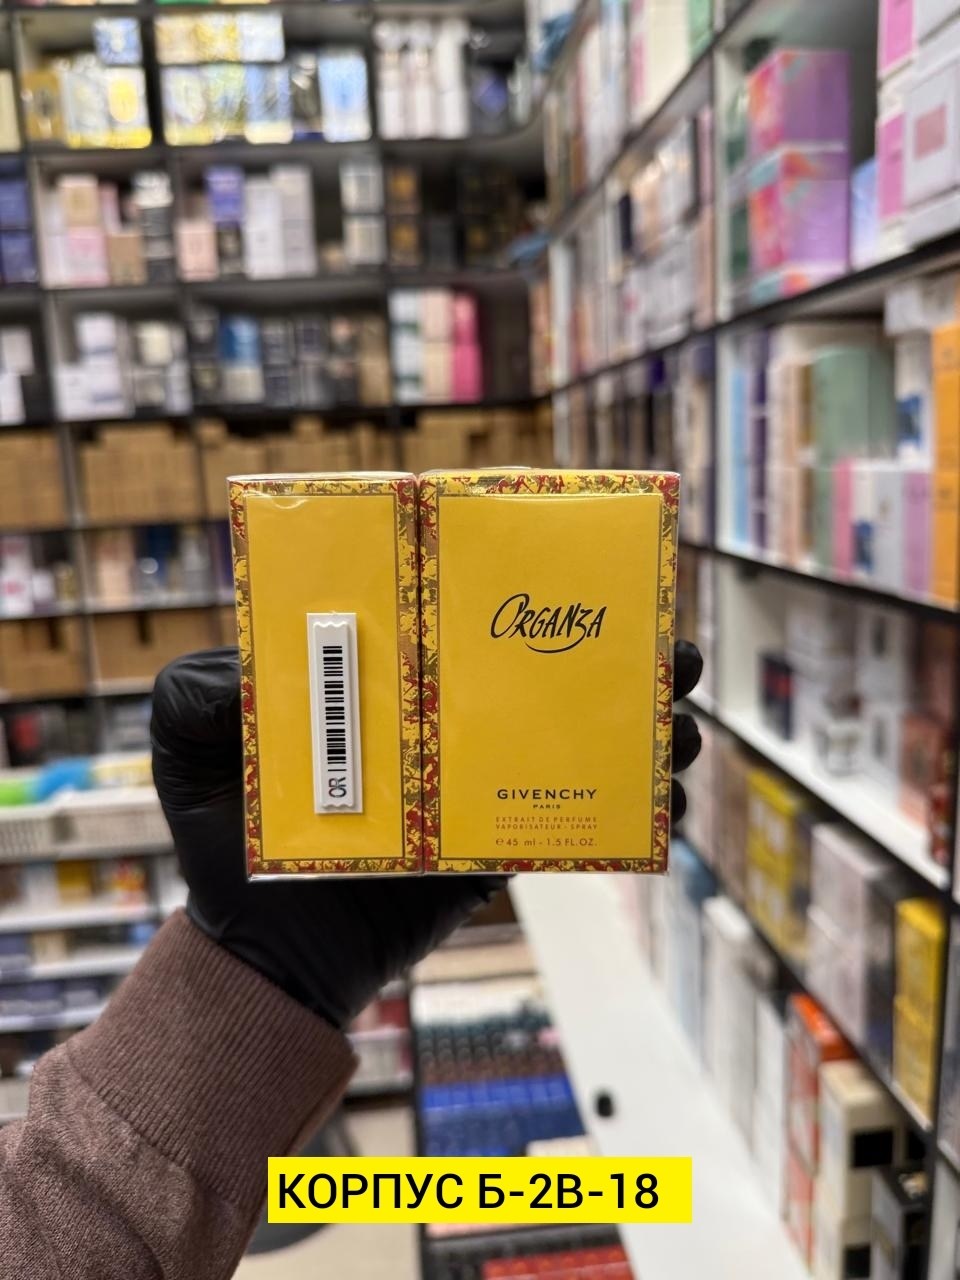 ORGANZA
GIVENCHY
PARIS
EXTRAIT DE PERFUME
VAPORISATEUR - SPRAY
℮ 45 ml - 1.5 FL.OZ.
OR
КОРПУС Б-2В-18